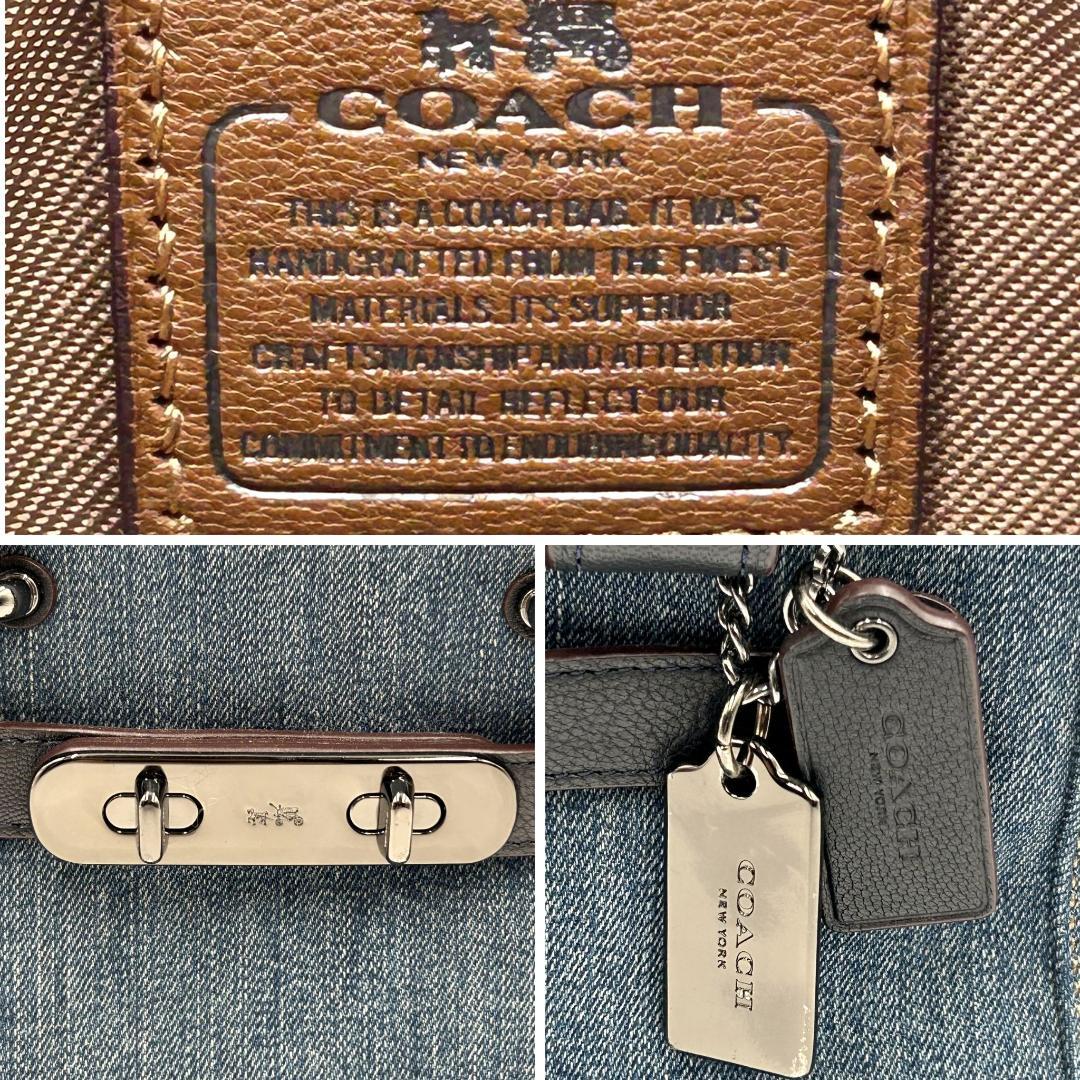 COACH
NEW YORK
THIS IS A COACH BAG. IT WAS
HANDCRAFTED FROM THE FINEST
MATERIALS. ITS SUPERIOR
CRAFTSMANSHIP AND ATTENTION
TO DETAIL REFLECT OUR
COMMITMENT TO ENDURING QUALITY.
COACH
NEW YORK
COACH
NEW YORK